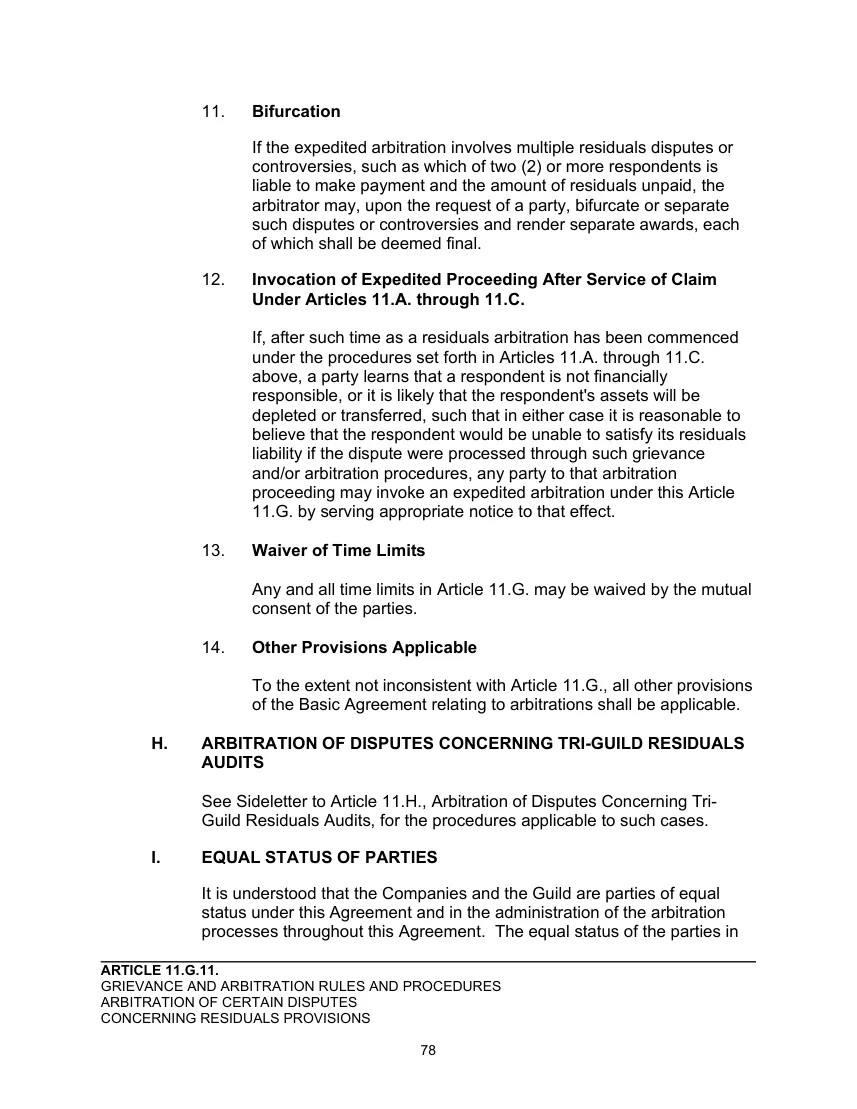 11. Bifurcation
If the expedited arbitration involves multiple residuals disputes or
controversies, such as which of two (2) or more respondents is
liable to make payment and the amount of residuals unpaid, the
arbitrator may, upon the request of a party, bifurcate or separate
such disputes or controversies and render separate awards, each
of which shall be deemed final.
12. Invocation of Expedited Proceeding After Service of Claim
Under Articles 11.A. through 11.C.
If, after such time as a residuals arbitration has been commenced
under the procedures set forth in Articles 11.A. through 11.C.
above, a party learns that a respondent is not financially
responsible, or it is likely that the respondent's assets will be
depleted or transferred, such that in either case it is reasonable to
believe that the respondent would be unable to satisfy its residuals
liability if the dispute were processed through such grievance
and/or arbitration procedures, any party to that arbitration
proceeding may invoke an expedited arbitration under this Article
11.G. by serving appropriate notice to that effect.
13. Waiver of Time Limits
Any and all time limits in Article 11.G. may be waived by the mutual
consent of the parties.
14. Other Provisions Applicable
To the extent not inconsistent with Article 11.G., all other provisions
of the Basic Agreement relating to arbitrations shall be applicable.
H. ARBITRATION OF DISPUTES CONCERNING TRI-GUILD RESIDUALS
AUDITS
See Sideletter to Article 11.H., Arbitration of Disputes Concerning Tri-
Guild Residuals Audits, for the procedures applicable to such cases.
I. EQUAL STATUS OF PARTIES
It is understood that the Companies and the Guild are parties of equal
status under this Agreement and in the administration of the arbitration
processes throughout this Agreement.  The equal status of the parties in
ARTICLE 11.G.11.
GRIEVANCE AND ARBITRATION RULES AND PROCEDURES
ARBITRATION OF CERTAIN DISPUTES
CONCERNING RESIDUALS PROVISIONS
78